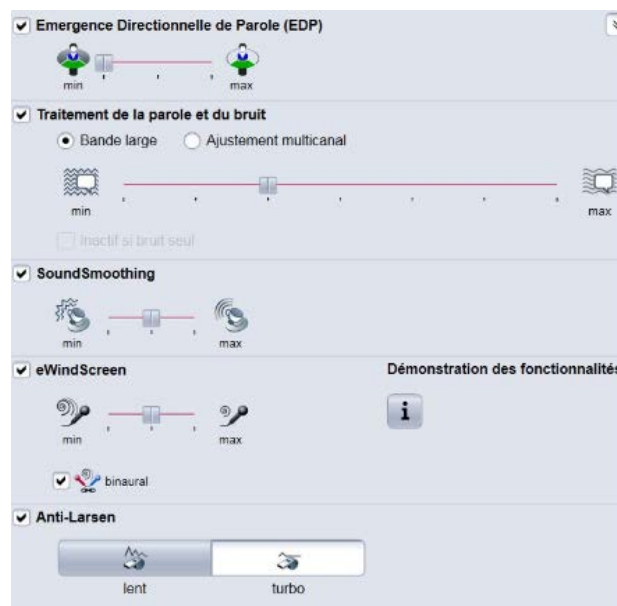 Emergence Directionnelle de Parole (EDP)
min
max
Traitement de la parole et du bruit
Bande large
Ajustement multicanal
min
max
Inactif si bruit seul
SoundSmoothing
min
max
eWindScreen
Démonstration des fonctionnalités
i
min
max
binaural
Anti-Larsen
lent
turbo